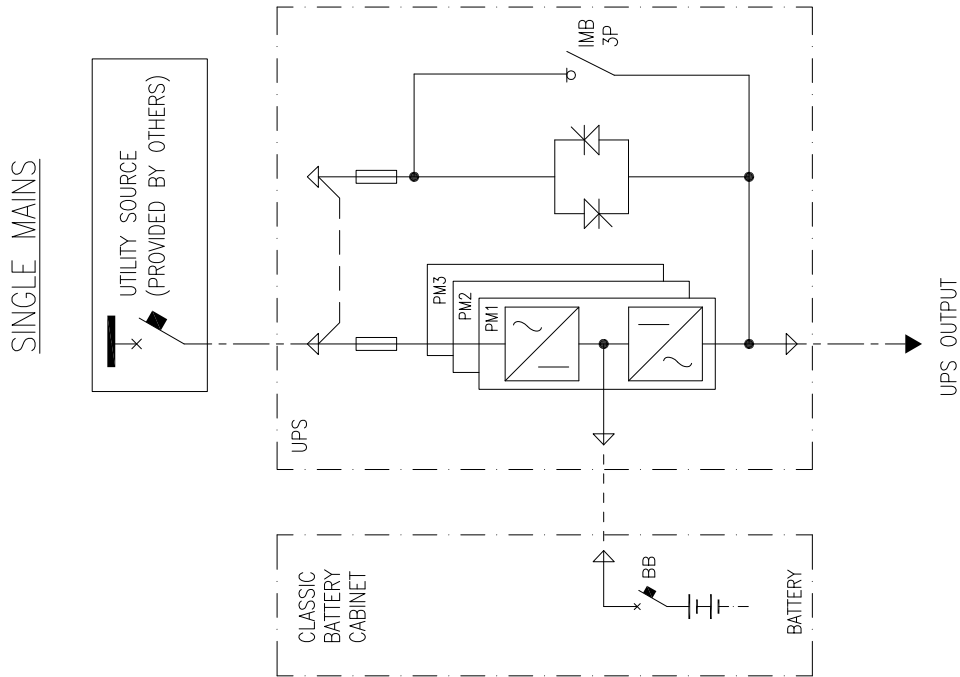 SINGLE MAINS
UTILITY SOURCE
(PROVIDED BY OTHERS)
UPS
IMB
3P
PM3
PM2
PM1
CLASSIC
BATTERY
CABINET
BB
BATTERY
UPS OUTPUT